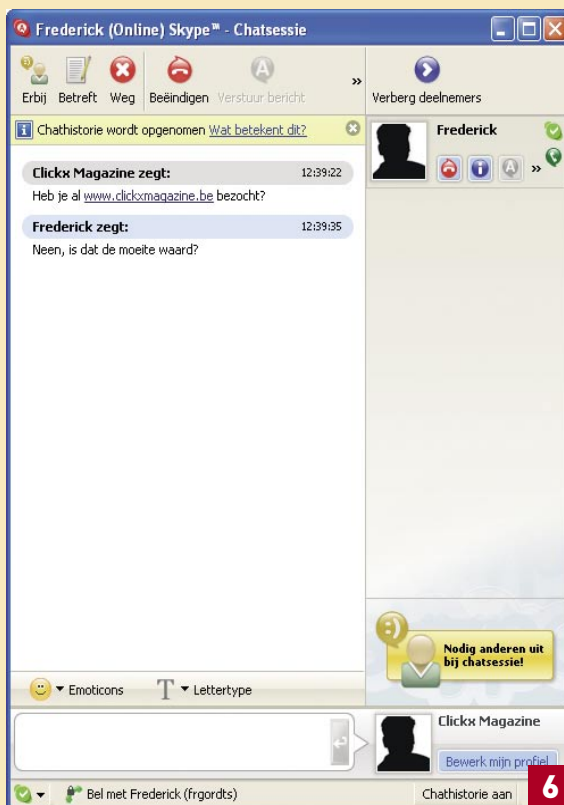 Frederick (Online) Skype™ - Chatsessie
Erbij Betreft Weg Beëindigen Verstuur bericht » Verberg deelnemers
Chathistorie wordt opgenomen Wat betekent dit?
Frederick
»
Clickx Magazine zegt: 12:39:22
Heb je al www.clickxmagazine.be bezocht?
Frederick zegt: 12:39:35
Neen, is dat de moeite waard?
Nodig anderen uit
bij chatsessie!
Emoticons T Lettertype
Clickx Magazine
Bewerk mijn profiel
Bel met Frederick (frgordts) Chathistorie aan
6